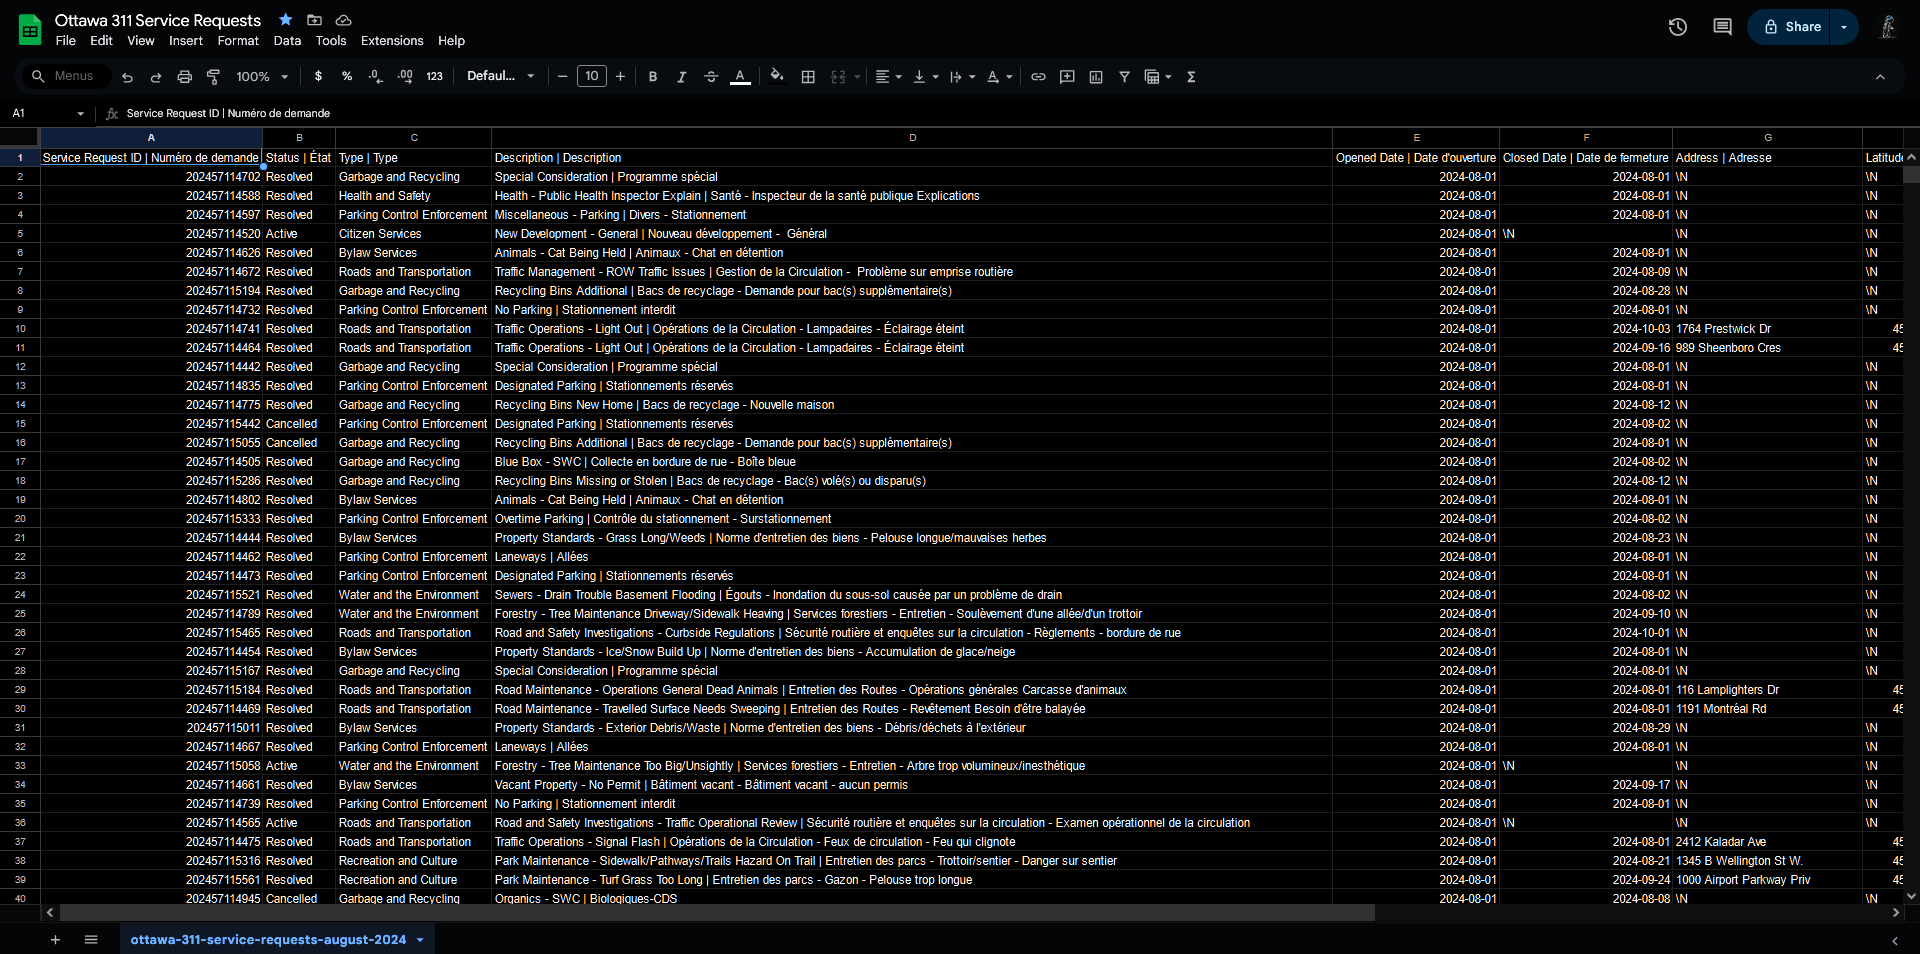 Ottawa 311 Service Requests
File Edit View Insert Format Data Tools Extensions Help
Share
Menus 100% $ % .0 .00 123 Defaul... 10 B I A Σ
A1 fx Service Request ID | Numéro de demande
A B C D E F G
1 Service Request ID | Numéro de demande Status | État Type | Type Description | Description Opened Date | Date d'ouverture Closed Date | Date de fermeture Address | Adresse Latitude
2 202457114702 Resolved Garbage and Recycling Special Consideration | Programme spécial 2024-08-01 2024-08-01 \N \N
3 202457114588 Resolved Health and Safety Health - Public Health Inspector Explain | Santé - Inspecteur de la santé publique Explications 2024-08-01 2024-08-01 \N \N
4 202457114597 Resolved Parking Control Enforcement Miscellaneous - Parking | Divers - Stationnement 2024-08-01 2024-08-01 \N \N
5 202457114520 Active Citizen Services New Development - General | Nouveau développement - Général 2024-08-01 \N \N \N
6 202457114626 Resolved Bylaw Services Animals - Cat Being Held | Animaux - Chat en détention 2024-08-01 2024-08-01 \N \N
7 202457114672 Resolved Roads and Transportation Traffic Management - ROW Traffic Issues | Gestion de la Circulation - Problème sur emprise routière 2024-08-01 2024-08-09 \N \N
8 202457115194 Resolved Garbage and Recycling Recycling Bins Additional | Bacs de recyclage - Demande pour bac(s) supplémentaire(s) 2024-08-01 2024-08-28 \N \N
9 202457114732 Resolved Parking Control Enforcement No Parking | Stationnement interdit 2024-08-01 2024-08-01 \N \N
10 202457114741 Resolved Roads and Transportation Traffic Operations - Light Out | Opérations de la Circulation - Lampadaires - Éclairage éteint 2024-08-01 2024-10-03 1764 Prestwick Dr 45
11 202457114464 Resolved Roads and Transportation Traffic Operations - Light Out | Opérations de la Circulation - Lampadaires - Éclairage éteint 2024-08-01 2024-09-16 989 Sheenboro Cres 45
12 202457114442 Resolved Garbage and Recycling Special Consideration | Programme spécial 2024-08-01 2024-08-01 \N \N
13 202457114835 Resolved Parking Control Enforcement Designated Parking | Stationnements réservés 2024-08-01 2024-08-01 \N \N
14 202457114775 Resolved Garbage and Recycling Recycling Bins New Home | Bacs de recyclage - Nouvelle maison 2024-08-01 2024-08-12 \N \N
15 202457115442 Cancelled Parking Control Enforcement Designated Parking | Stationnements réservés 2024-08-01 2024-08-02 \N \N
16 202457115055 Cancelled Garbage and Recycling Recycling Bins Additional | Bacs de recyclage - Demande pour bac(s) supplémentaire(s) 2024-08-01 2024-08-01 \N \N
17 202457114505 Resolved Garbage and Recycling Blue Box - SWC | Collecte en bordure de rue - Boîte bleue 2024-08-01 2024-08-02 \N \N
18 202457115286 Resolved Garbage and Recycling Recycling Bins Missing or Stolen | Bacs de recyclage - Bac(s) volé(s) ou disparu(s) 2024-08-01 2024-08-12 \N \N
19 202457114802 Resolved Bylaw Services Animals - Cat Being Held | Animaux - Chat en détention 2024-08-01 2024-08-01 \N \N
20 202457115333 Resolved Parking Control Enforcement Overtime Parking | Contrôle du stationnement - Surstationnement 2024-08-01 2024-08-02 \N \N
21 202457114444 Resolved Bylaw Services Property Standards - Grass Long/Weeds | Norme d'entretien des biens - Pelouse longue/mauvaises herbes 2024-08-01 2024-08-23 \N \N
22 202457114462 Resolved Parking Control Enforcement Laneways | Allées 2024-08-01 2024-08-01 \N \N
23 202457114473 Resolved Parking Control Enforcement Designated Parking | Stationnements réservés 2024-08-01 2024-08-01 \N \N
24 202457115521 Resolved Water and the Environment Sewers - Drain Trouble Basement Flooding | Égouts - Inondation du sous-sol causée par un problème de drain 2024-08-01 2024-08-02 \N \N
25 202457114789 Resolved Water and the Environment Forestry - Tree Maintenance Driveway/Sidewalk Heaving | Services forestiers - Entretien - Soulèvement d'une allée/d'un trottoir 2024-08-01 2024-09-10 \N \N
26 202457115465 Resolved Roads and Transportation Road and Safety Investigations - Curbside Regulations | Sécurité routière et enquêtes sur la circulation - Règlements - bordure de rue 2024-08-01 2024-10-01 \N \N
27 202457114454 Resolved Bylaw Services Property Standards - Ice/Snow Build Up | Norme d'entretien des biens - Accumulation de glace/neige 2024-08-01 2024-08-01 \N \N
28 202457115167 Resolved Garbage and Recycling Special Consideration | Programme spécial 2024-08-01 2024-08-01 \N \N
29 202457115184 Resolved Roads and Transportation Road Maintenance - Operations General Dead Animals | Entretien des Routes - Opérations générales Carcasse d'animaux 2024-08-01 2024-08-01 116 Lamplighters Dr 45
30 202457114469 Resolved Roads and Transportation Road Maintenance - Travelled Surface Needs Sweeping | Entretien des Routes - Revêtement Besoin d'être balayée 2024-08-01 2024-08-01 1191 Montréal Rd 45
31 202457115011 Resolved Bylaw Services Property Standards - Exterior Debris/Waste | Norme d'entretien des biens - Débris/déchets à l'extérieur 2024-08-01 2024-08-29 \N \N
32 202457114667 Resolved Parking Control Enforcement Laneways | Allées 2024-08-01 2024-08-01 \N \N
33 202457115058 Active Water and the Environment Forestry - Tree Maintenance Too Big/Unsightly | Services forestiers - Entretien - Arbre trop volumineux/inesthétique 2024-08-01 \N \N \N
34 202457114661 Resolved Bylaw Services Vacant Property - No Permit | Bâtiment vacant - Bâtiment vacant - aucun permis 2024-08-01 2024-09-17 \N \N
35 202457114739 Resolved Parking Control Enforcement No Parking | Stationnement interdit 2024-08-01 2024-08-01 \N \N
36 202457114565 Active Roads and Transportation Road and Safety Investigations - Traffic Operational Review | Sécurité routière et enquêtes sur la circulation - Examen opérationnel de la circulation 2024-08-01 \N \N \N
37 202457114475 Resolved Roads and Transportation Traffic Operations - Signal Flash | Opérations de la Circulation - Feux de circulation - Feu qui clignote 2024-08-01 2024-08-01 2412 Kaladar Ave 45
38 202457115316 Resolved Recreation and Culture Park Maintenance - Sidewalk/Pathways/Trails Hazard On Trail | Entretien des parcs - Trottoir/sentier - Danger sur sentier 2024-08-01 2024-08-21 1345 B Wellington St W. 45
39 202457115561 Resolved Recreation and Culture Park Maintenance - Turf Grass Too Long | Entretien des parcs - Gazon - Pelouse trop longue 2024-08-01 2024-09-24 1000 Airport Parkway Priv 45
40 202457114945 Cancelled Garbage and Recycling Organics - SWC | Biologiques-CDS 2024-08-01 2024-08-08 \N \N
ottawa-311-service-requests-august-2024